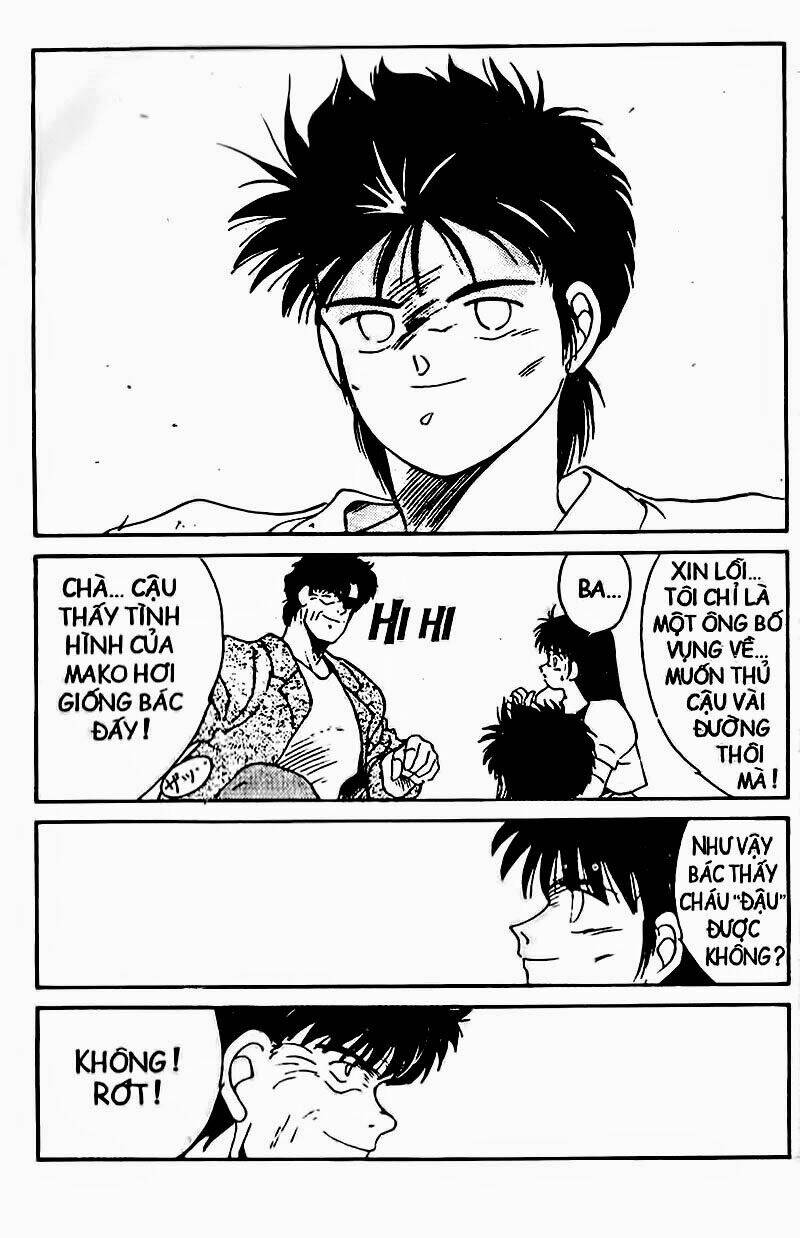 XIN LỖI...
TÔI CHỈ LÀ
MỘT ÔNG BỐ
VỤNG VỀ...
MUỐN THỦ
CẬU VÀI
ĐƯỜNG
THÔI
MÀ!
BA...
HI HI
CHÀ... CẬU
THẤY TÌNH
HÌNH CỦA
MAKO HƠI
GIỐNG BÁC
ĐẤY!
NHƯ VẬY
BÁC THẤY
CHÁU "ĐẬU"
ĐƯỢC
KHÔNG?
KHÔNG!
RỚT!